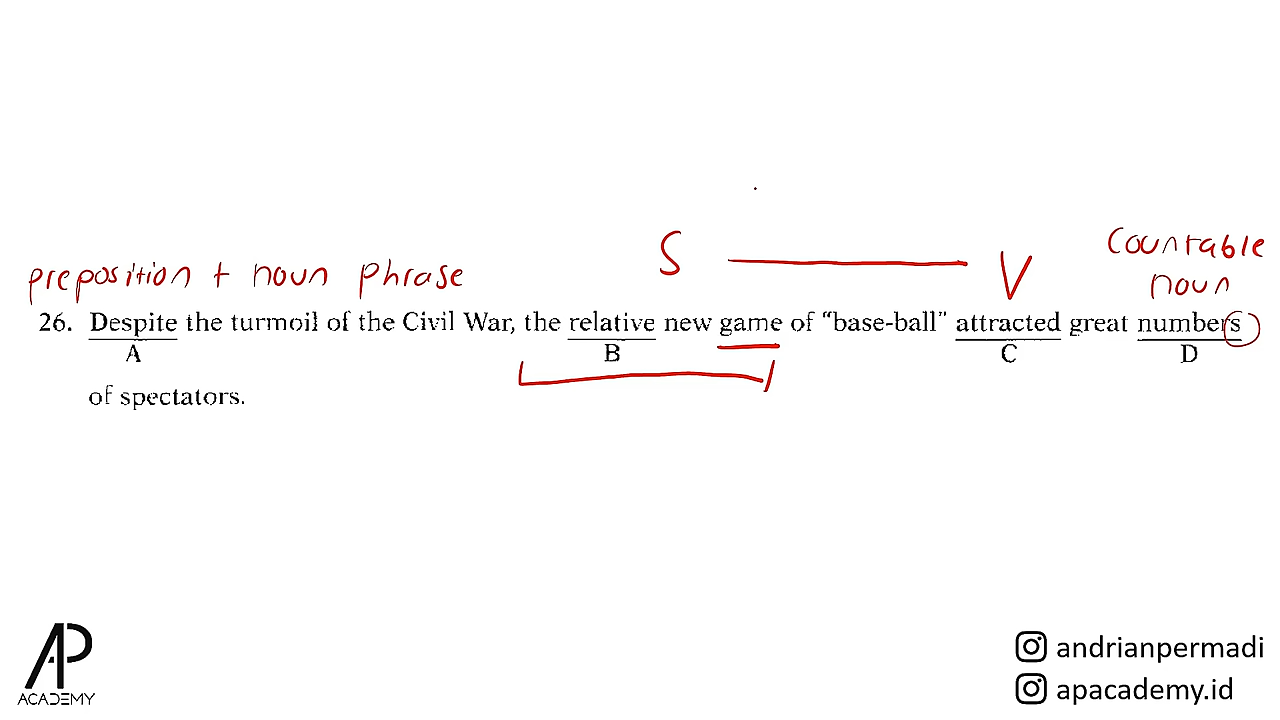 Countable
noun
preposition + noun phrase
S
V
26. Despite the turmoil of the Civil War, the relative new game of “base-ball” attracted great numbers
A B C D
of spectators.
AP
ACADEMY
andrianpermadi
apacademy.id